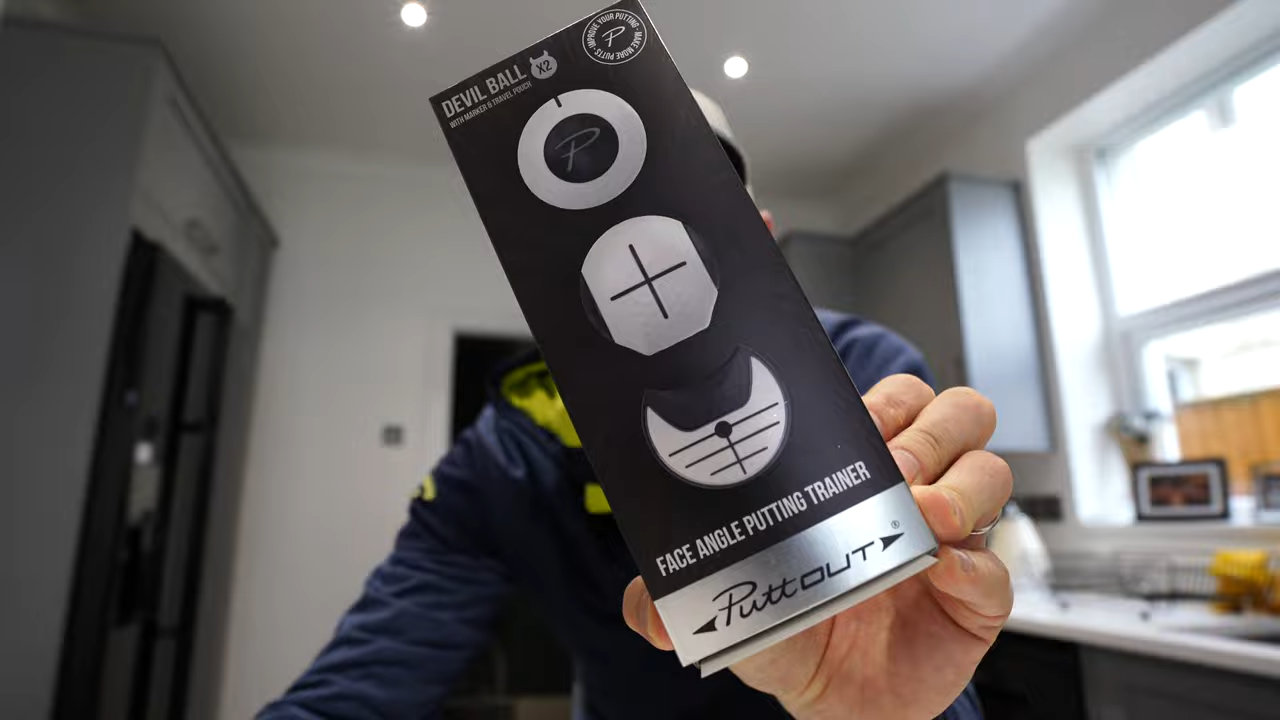 IMPROVE YOUR PUTTING · MAKE MORE PUTTS ·
P
DEVIL BALL X2
WITH MARKER & TRAVEL POUCH
P
FACE ANGLE PUTTING TRAINER
PuttOUT®